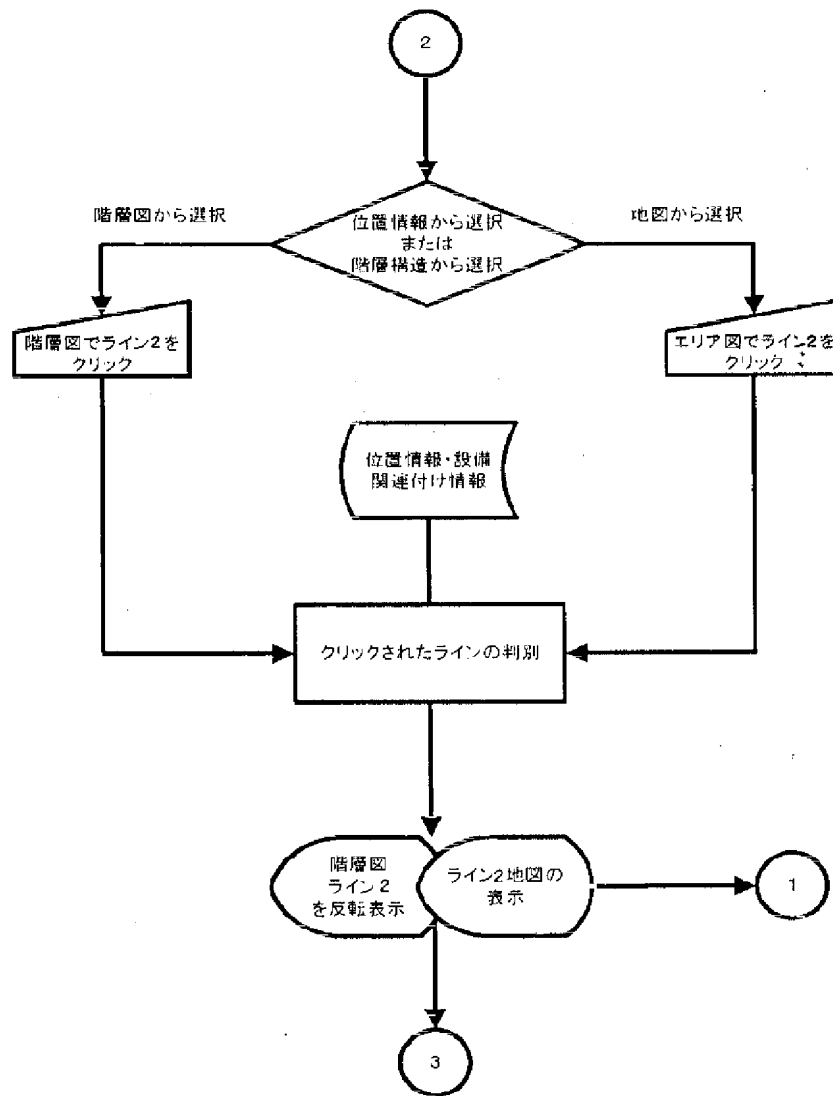 2
階層図から選択
位置情報から選択
または
階層構造から選択
地図から選択
階層図でライン2を
クリック
エリア図でライン2を
クリック
位置情報・設備
関連付け情報
クリックされたラインの判別
階層図
ライン2
を反転表示
ライン2地図の
表示
1
3